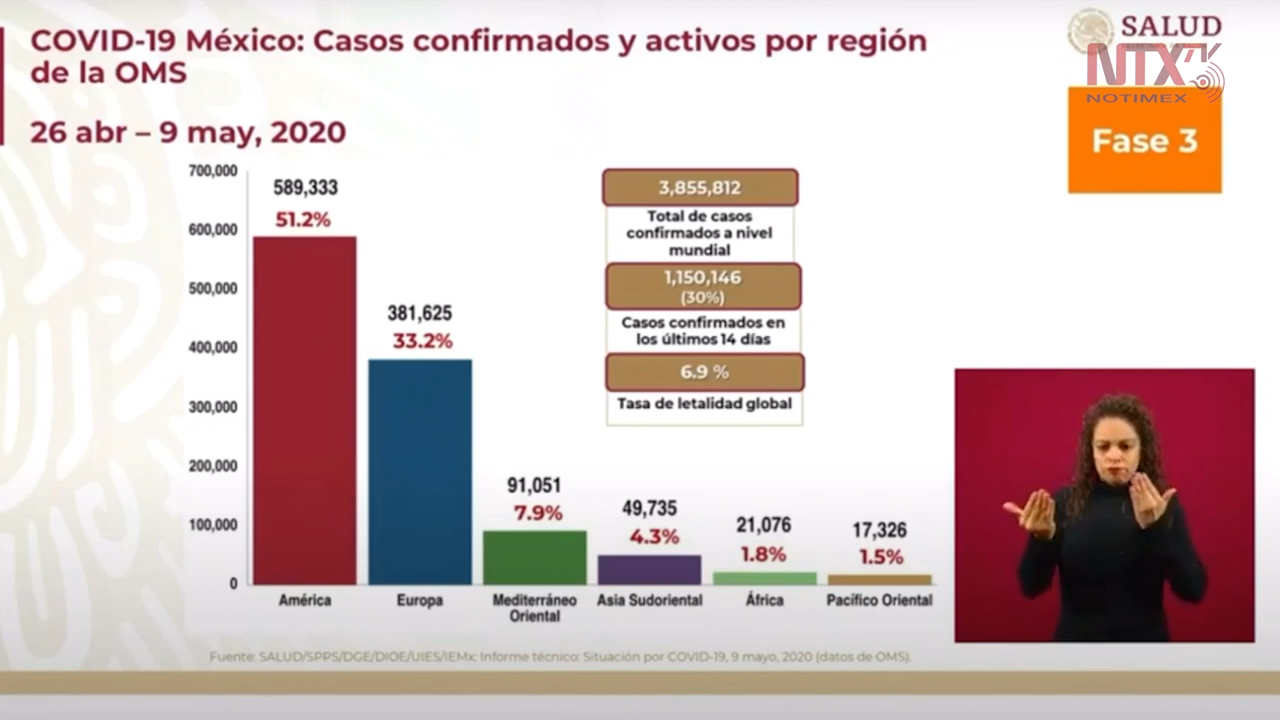 COVID-19 México: Casos confirmados y activos por región
de la OMS
26 abr – 9 may, 2020
SALUD
NTX
NOTIMEX
Fase 3
700,000
600,000
500,000
400,000
300,000
200,000
100,000
0
589,333
51.2%
381,625
33.2%
91,051
7.9%
49,735
4.3%
21,076
1.8%
17,326
1.5%
América
Europa
Mediterráneo
Oriental
Asia Sudoriental
África
Pacífico Oriental
3,855,812
Total de casos
confirmados a nivel
mundial
1,150,146
(30%)
Casos confirmados en
los últimos 14 días
6.9 %
Tasa de letalidad global
Fuente: SALUD/SPPS/DGE/DIOE/UIES/IEMx: Informe técnico: Situación por COVID-19, 9 mayo, 2020 (datos de OMS).